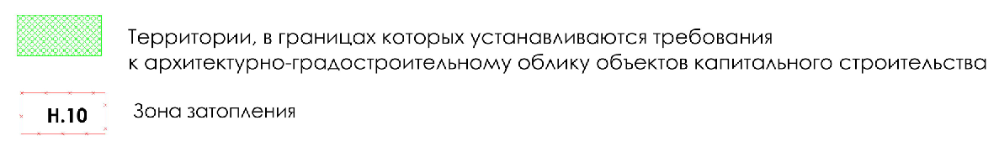 Территории, в границах которых устанавливаются требования
к архитектурно-градостроительному облику объектов капитального строительства
Н.10 Зона затопления